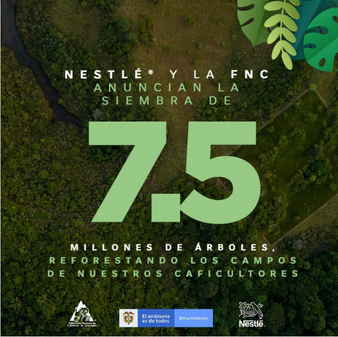 NESTLÉ® Y LA FNC
ANUNCIAN LA
SIEMBRA DE
7.5
MILLONES DE ÁRBOLES,
REFORESTANDO LOS CAMPOS
DE NUESTROS CAFICULTORES
El ambiente
es de todos
Minambiente
Nestlé